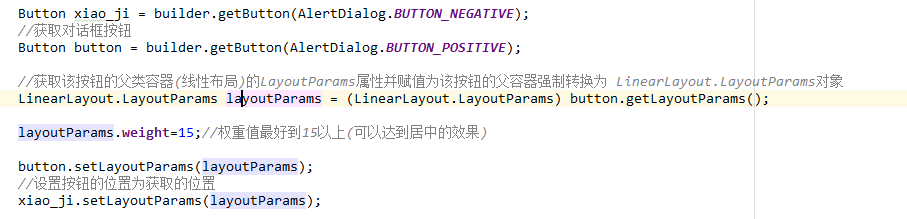 Button xiao_ji = builder.getButton(AlertDialog.BUTTON_NEGATIVE);
//获取对话框按钮
Button button = builder.getButton(AlertDialog.BUTTON_POSITIVE);
//获取该按钮的父类容器(线性布局)的LayoutParams属性并赋值为该按钮的父容器强制转换为 LinearLayout.LayoutParams对象
LinearLayout.LayoutParams layoutParams = (LinearLayout.LayoutParams) button.getLayoutParams();
layoutParams.weight=15;//权重值最好到15以上(可以达到居中的效果)
button.setLayoutParams(layoutParams);
//设置按钮的位置为获取的位置
xiao_ji.setLayoutParams(layoutParams);